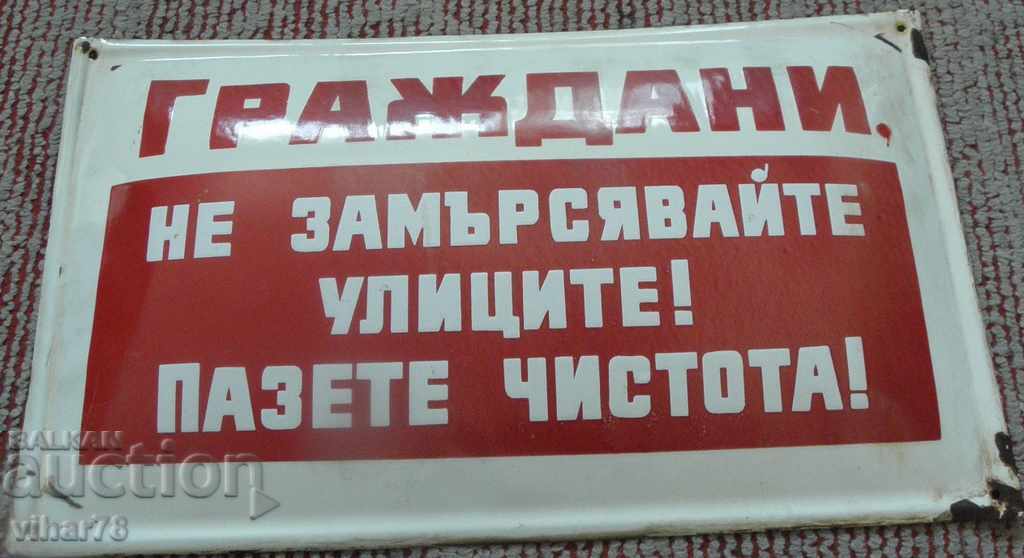 ГРАЖДАНИ,
НЕ ЗАМЪРСЯВАЙТЕ
УЛИЦИТЕ!
ПАЗЕТЕ ЧИСТОТА!
BALKAN
auction
vihar78